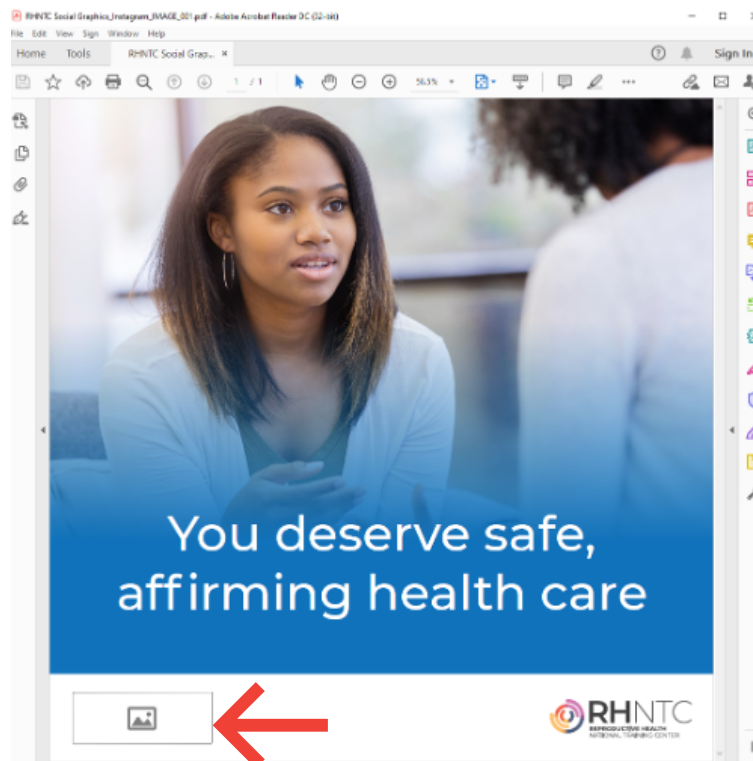 RHNTC Social Graphics_Instagram_IMAGE_001.pdf - Adobe Acrobat Reader DC (32-bit)
File Edit View Sign Window Help
Home Tools RHNTC Social Grap... × Sign In
1 / 1 56.5%
You deserve safe,
affirming health care
RHNTC
REPRODUCTIVE HEALTH
NATIONAL TRAINING CENTER